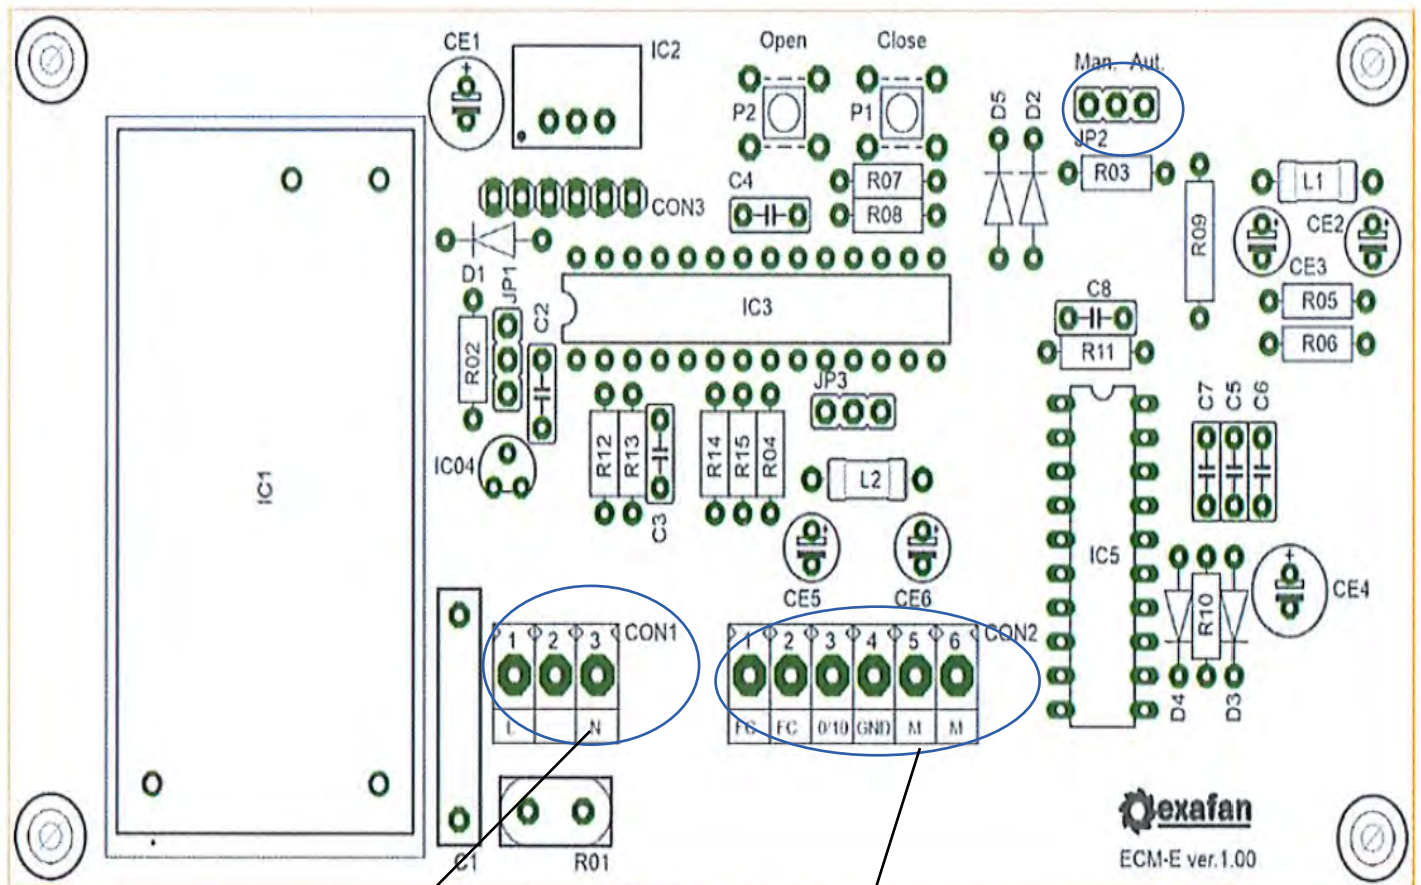 CE1
IC2
Open
Close
Man. Aut.
P2
P1
D5
D2
JP2
R03
L1
C4
R07
R08
CON3
R09
CE2
CE3
D1
JP1
C2
IC3
C8
R05
R02
R11
R06
JP3
C7
C5
C6
IC04
R12
R13
R14
R15
R04
L2
IC1
C3
IC5
CE5
CE6
R10
CE4
1
2
3
CON1
1
2
3
4
5
6
CON2
L
N
FC
FC
0/10
GND
M
M
D4
D3
exafan
C1
R01
ECM-E ver.1.00